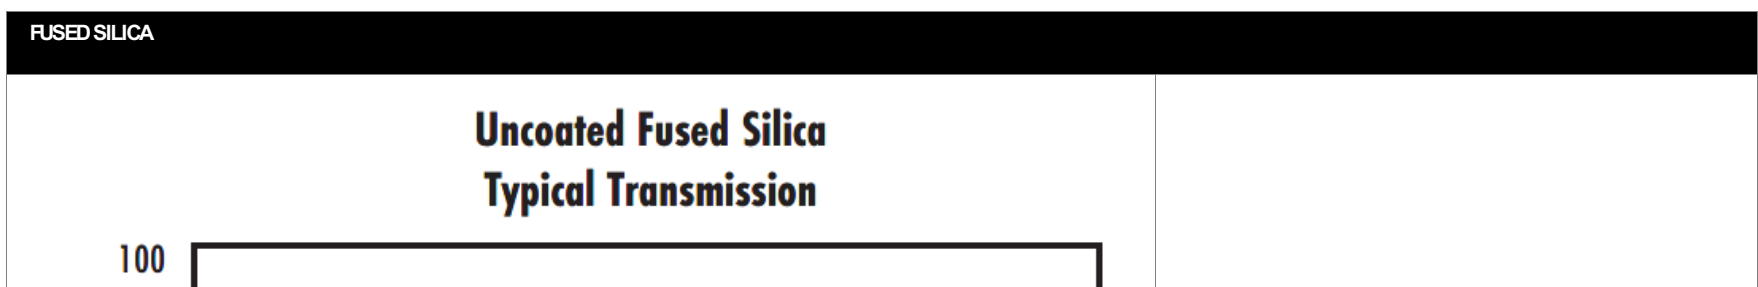 FUSED SILICA
Uncoated Fused Silica
Typical Transmission
100